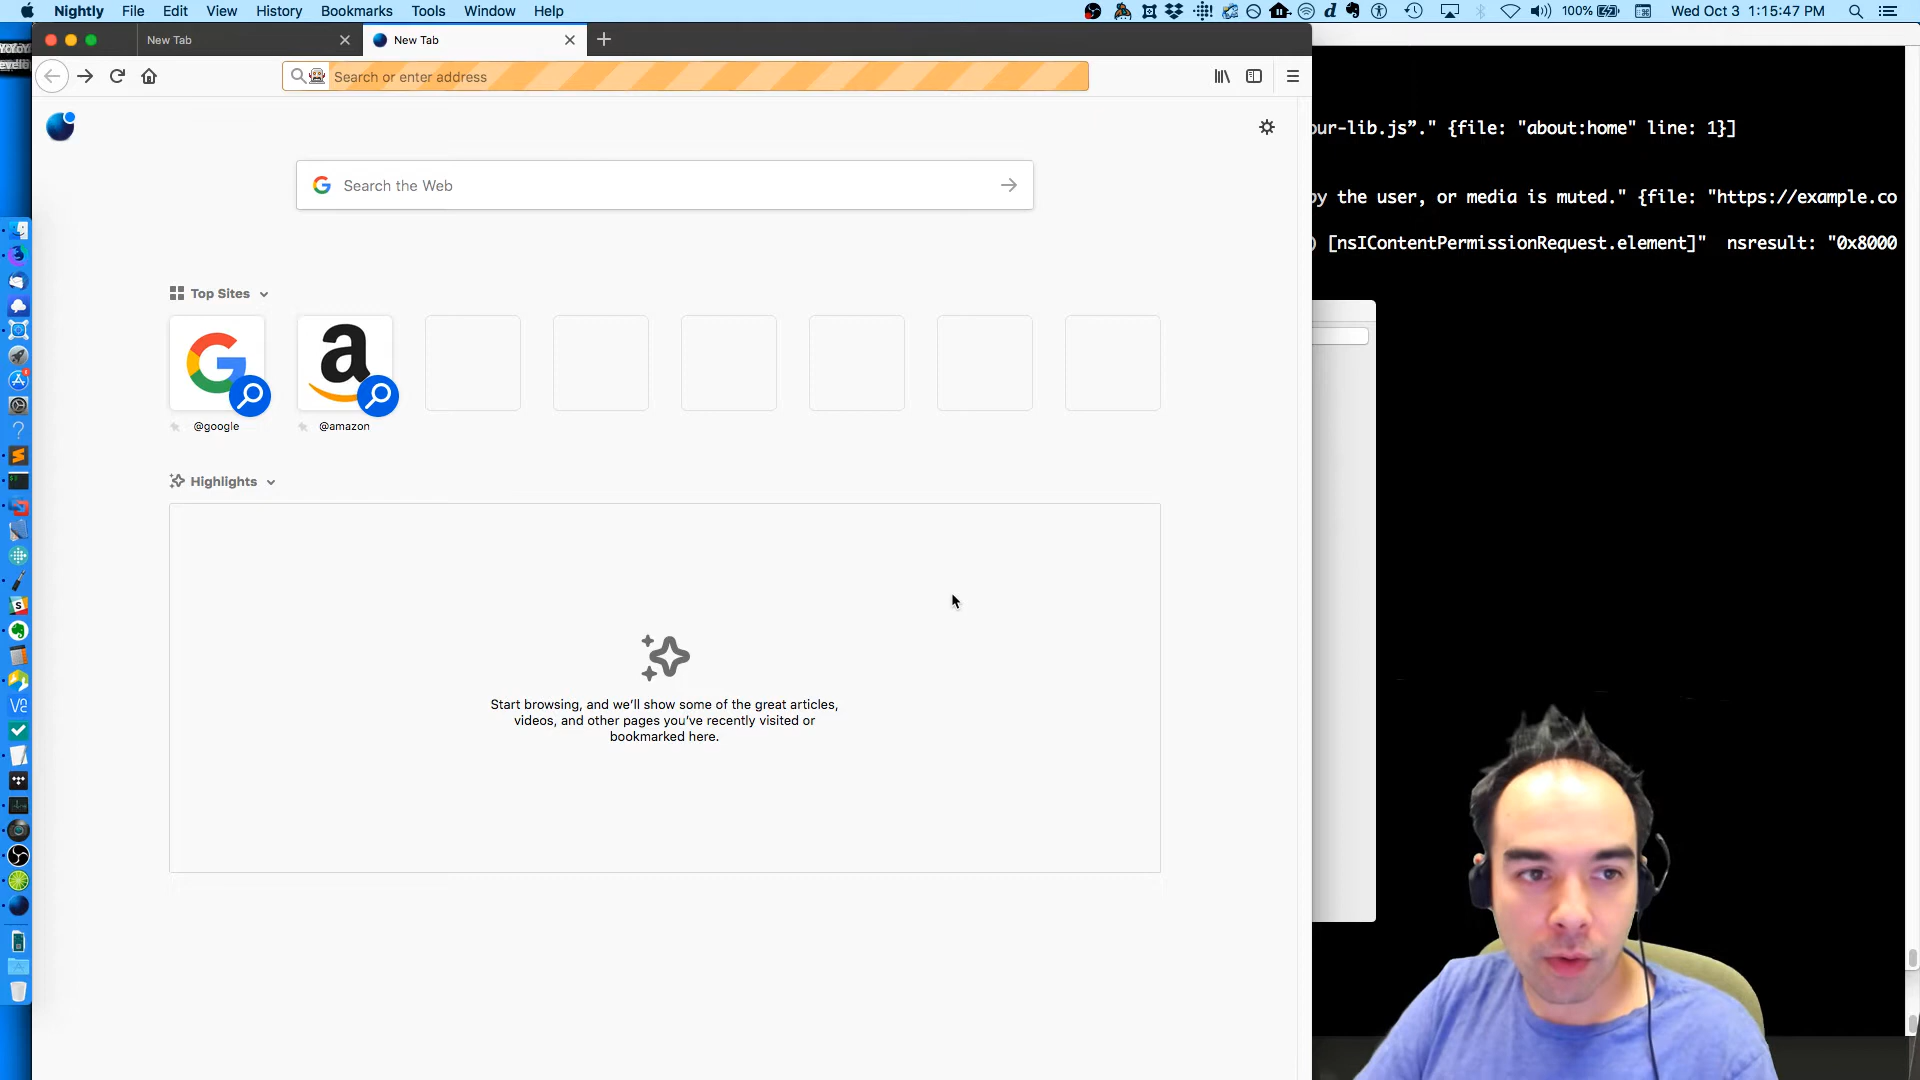 Nightly File Edit View History Bookmarks Tools Window Help
100% Wed Oct 3 1:15:47 PM
New Tab
New Tab
Search or enter address
our-lib.js”." {file: "about:home" line: 1}]
Search the Web
by the user, or media is muted." {file: "https://example.co
) [nsIContentPermissionRequest.element]" nsresult: "0x8000
Top Sites
@google
@amazon
Highlights
Start browsing, and we’ll show some of the great articles,
videos, and other pages you’ve recently visited or
bookmarked here.